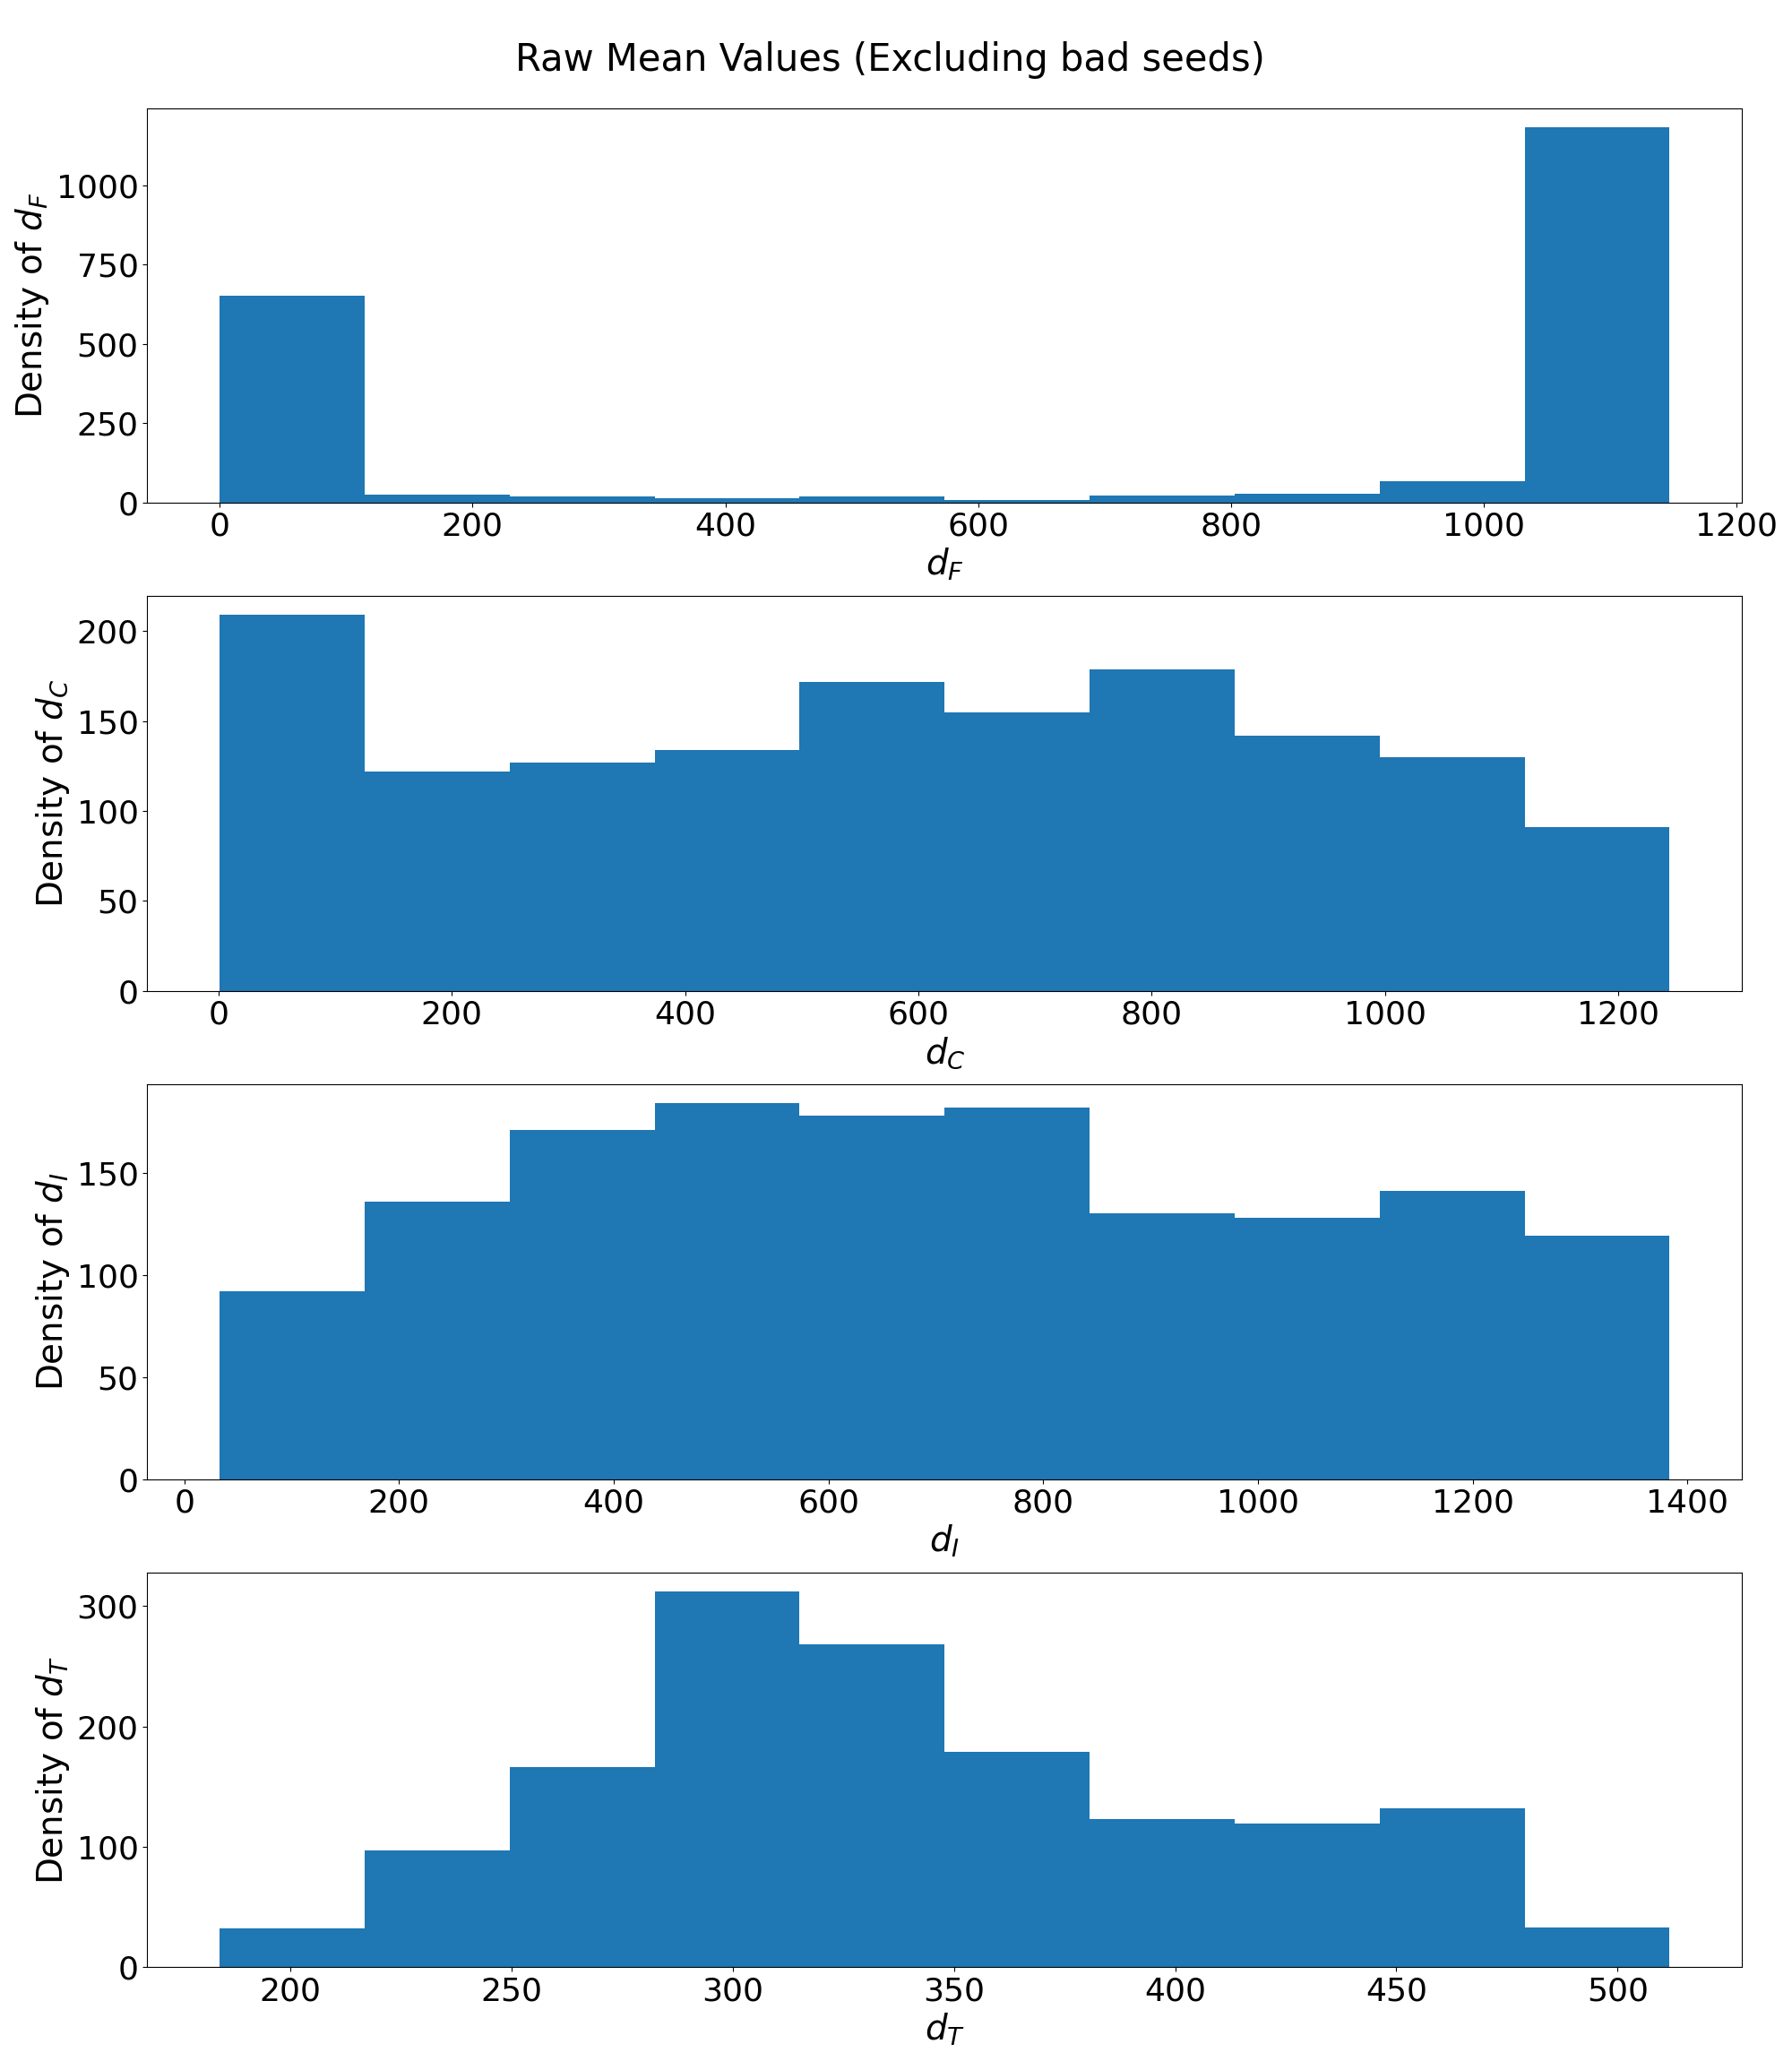 Raw Mean Values (Excluding bad seeds)
Density of d_F
1000
750
500
250
0
0 200 400 600 800 1000 1200
d_F
Density of d_C
200
150
100
50
0
0 200 400 600 800 1000 1200
d_C
Density of d_I
150
100
50
0
0 200 400 600 800 1000 1200 1400
d_I
Density of d_T
300
200
100
0
200 250 300 350 400 450 500
d_T